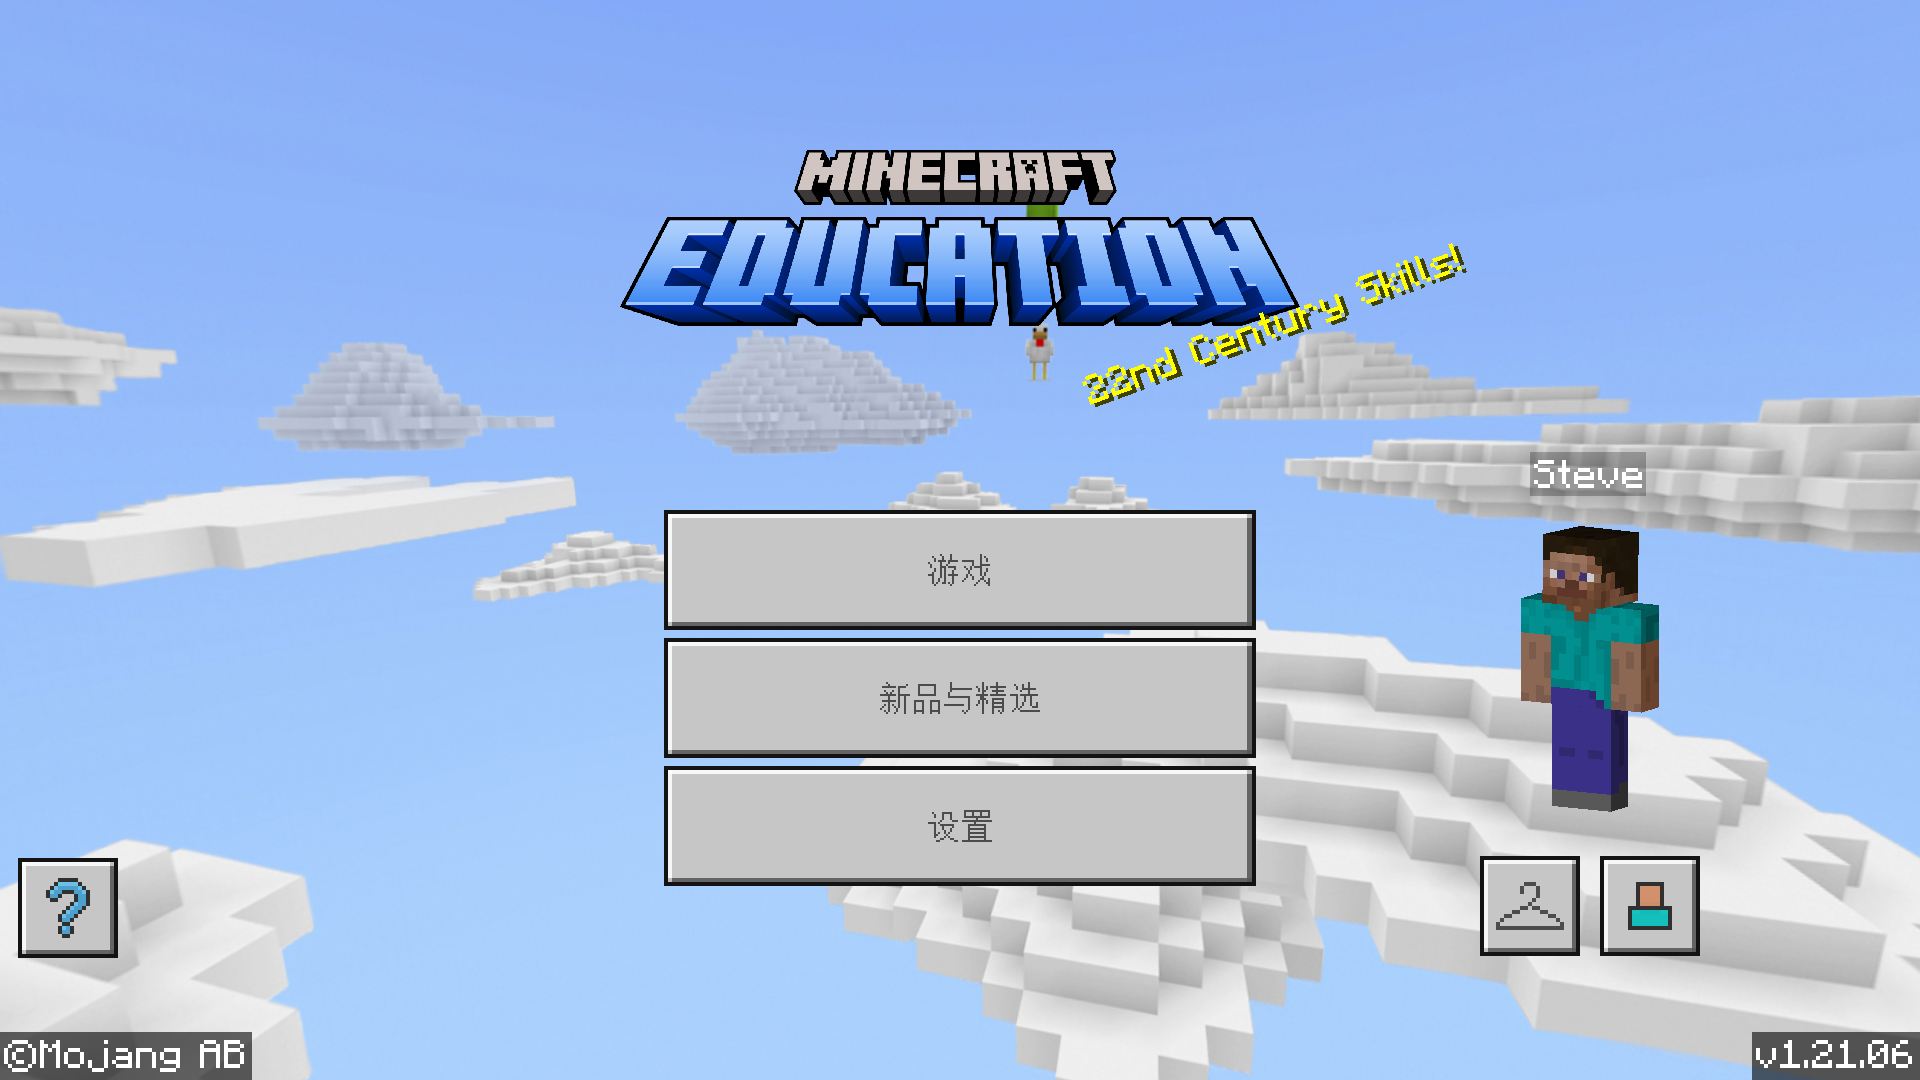 MINECRAFT
EDUCATION
32nd Century Skills!
Steve
游戏
新品与精选
设置
©Mojang AB
v1.21.06